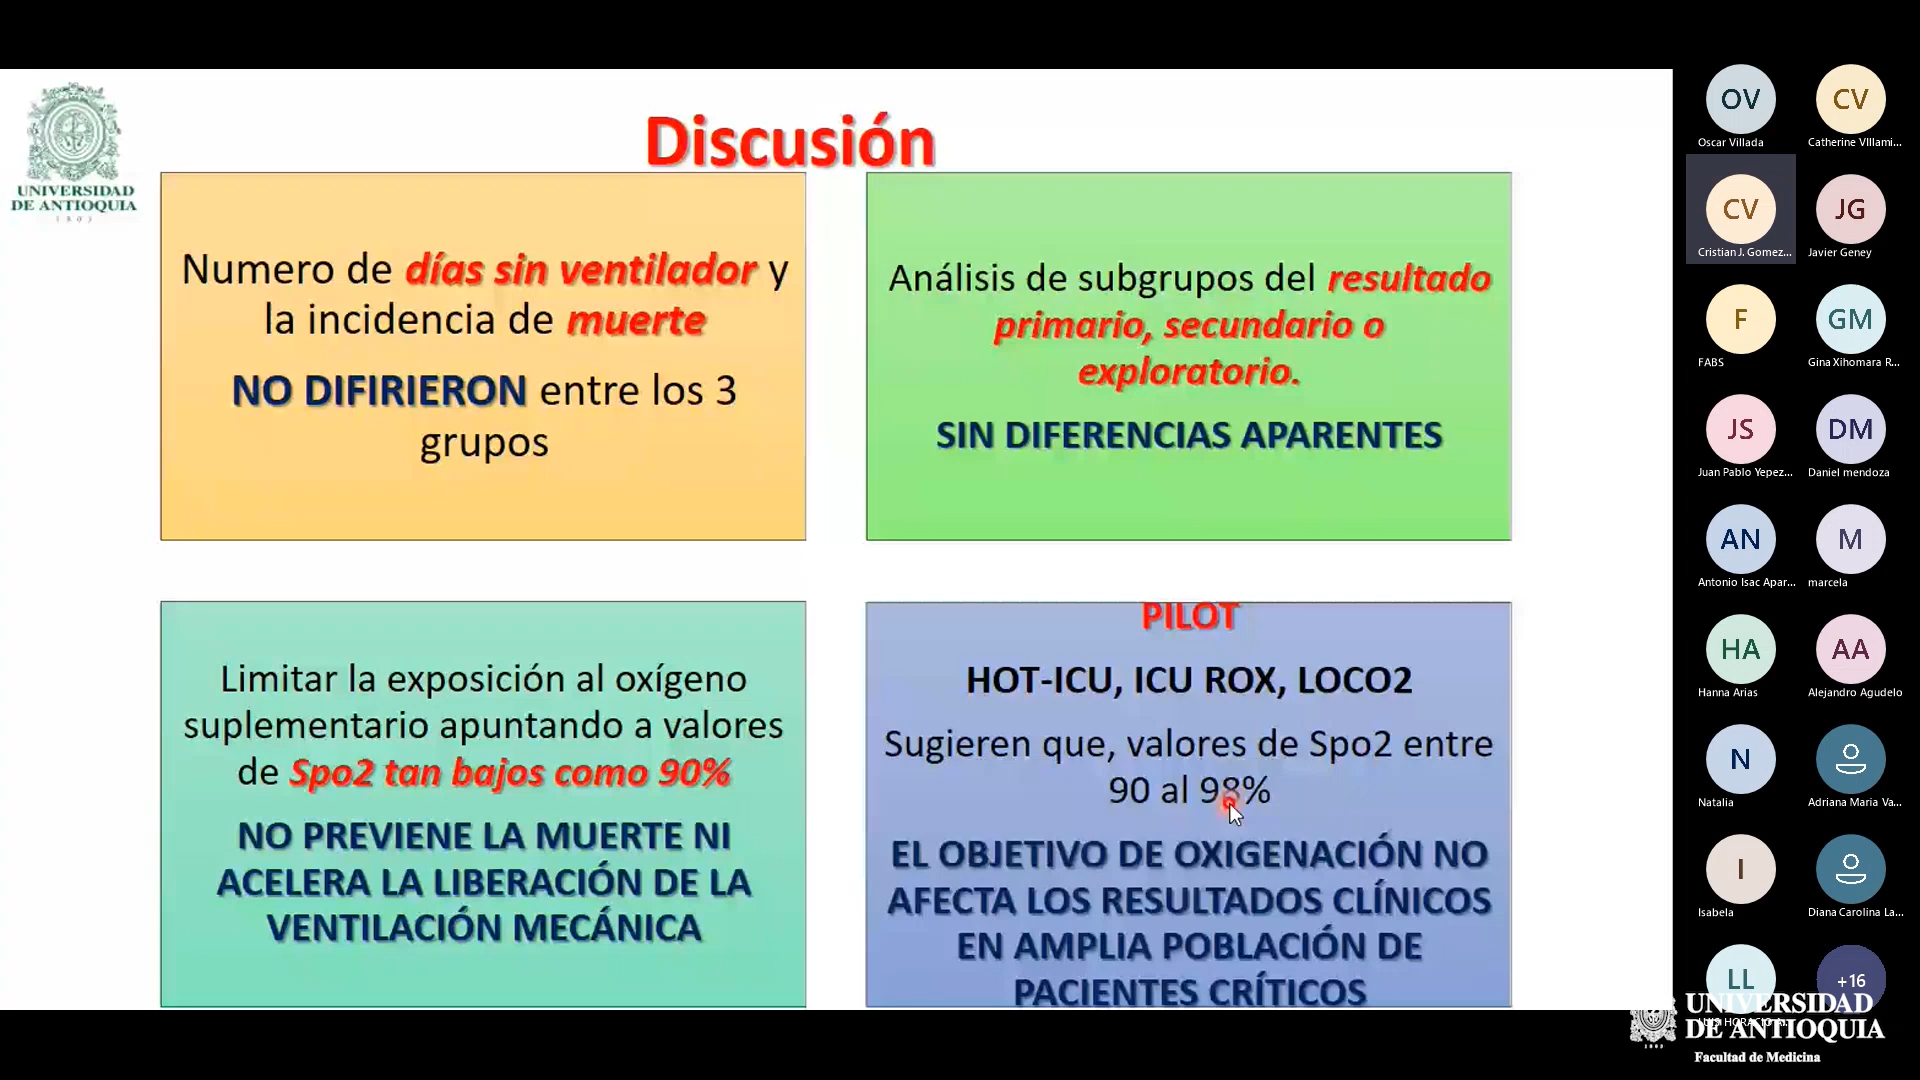 UNIVERSIDAD
DE ANTIOQUIA
1803
Discusión
Numero de días sin ventilador y
la incidencia de muerte
NO DIFIRIERON entre los 3
grupos
Análisis de subgrupos del resultado
primario, secundario o
exploratorio.
SIN DIFERENCIAS APARENTES
Limitar la exposición al oxígeno
suplementario apuntando a valores
de Spo2 tan bajos como 90%
NO PREVIENE LA MUERTE NI
ACELERA LA LIBERACIÓN DE LA
VENTILACIÓN MECÁNICA
PILOT
HOT-ICU, ICU ROX, LOCO2
Sugieren que, valores de Spo2 entre
90 al 98%
EL OBJETIVO DE OXIGENACIÓN NO
AFECTA LOS RESULTADOS CLÍNICOS
EN AMPLIA POBLACIÓN DE
PACIENTES CRÍTICOS
OV
Oscar Villada
CV
Catherine VIllami...
CV
Cristian J. Gomez...
JG
Javier Geney
F
FABS
GM
Gina Xihomara R...
JS
Juan Pablo Yepez...
DM
Daniel mendoza
AN
Antonio Isac Apar...
M
marcela
HA
Hanna Arias
AA
Alejandro Agudelo
N
Natalia
Adriana Maria Va...
I
Isabela
Diana Carolina La...
LL
+16
UNIVERSIDAD
DE ANTIOQUIA
1803
Facultad de Medicina